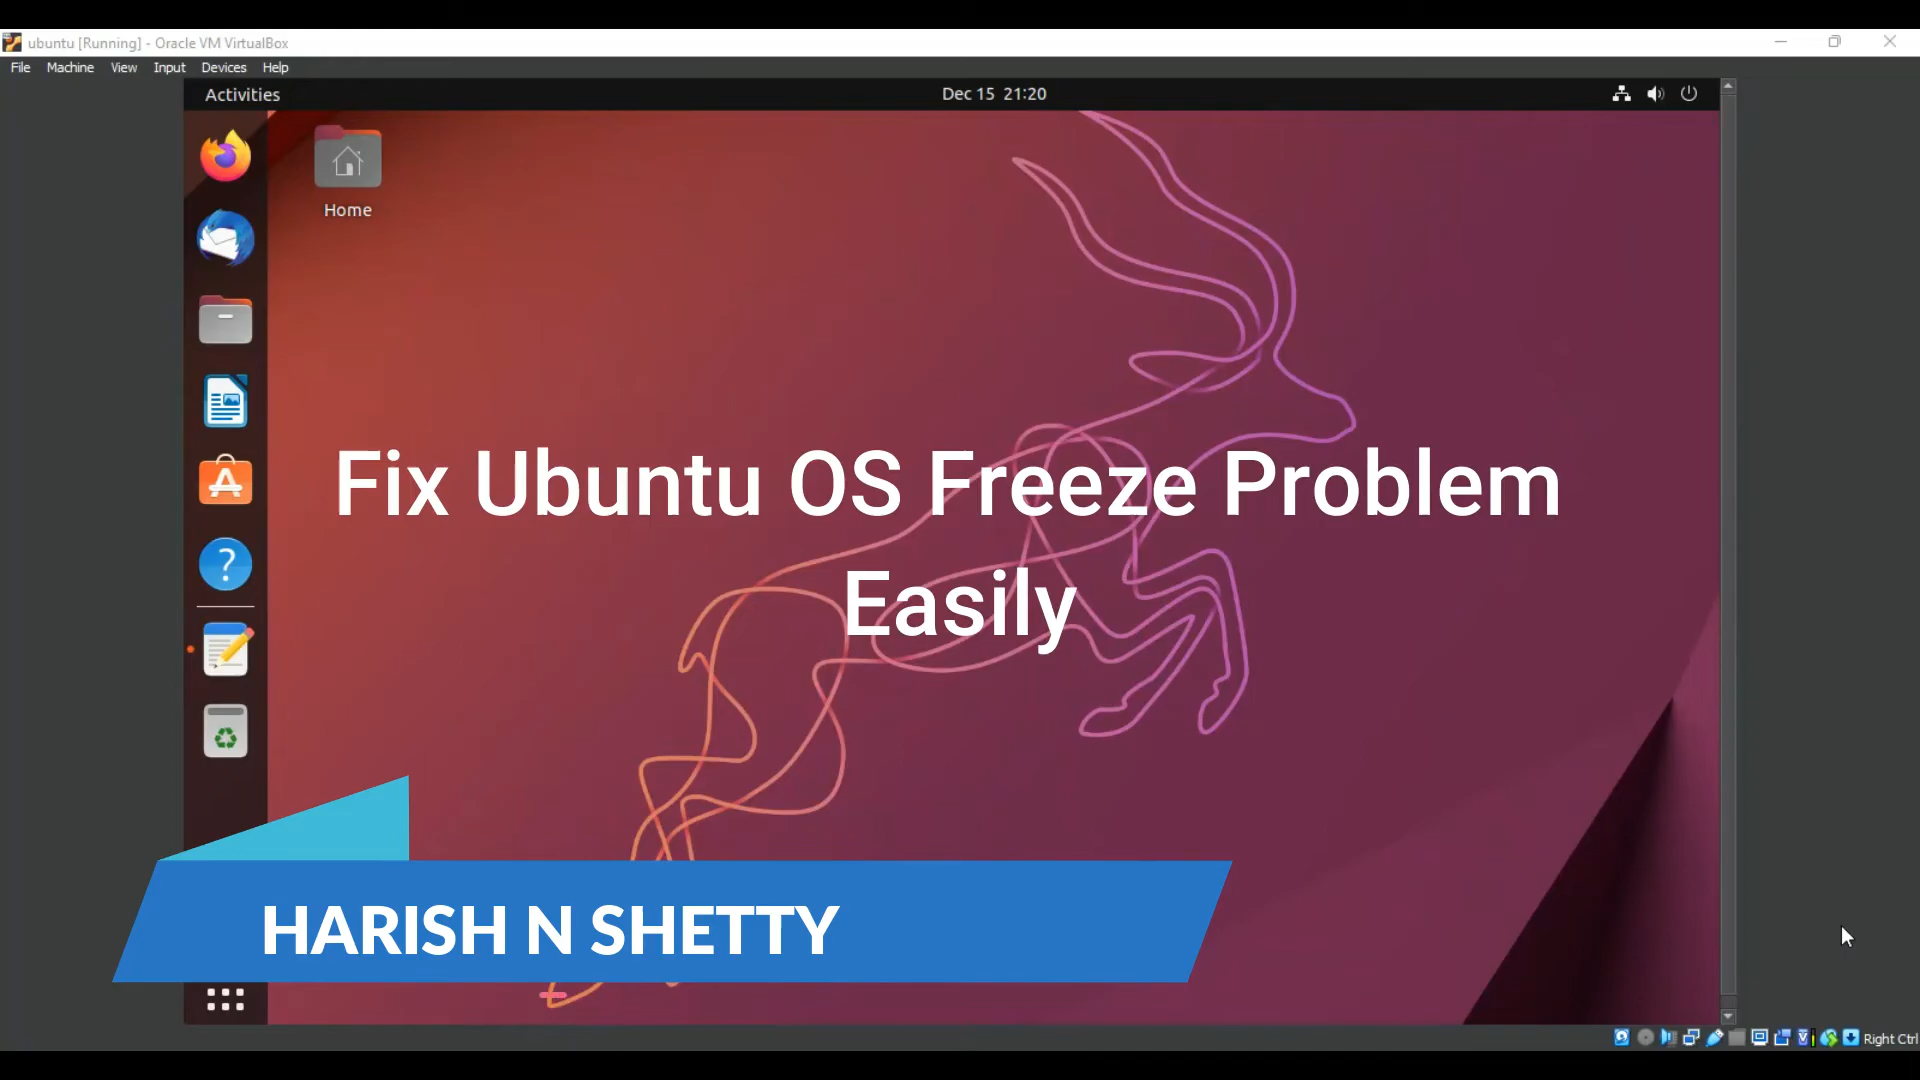 ubuntu [Running] - Oracle VM VirtualBox
File Machine View Input Devices Help
Activities
Dec 15 21:20
Home
Fix Ubuntu OS Freeze Problem
Easily
HARISH N SHETTY
Right Ctrl